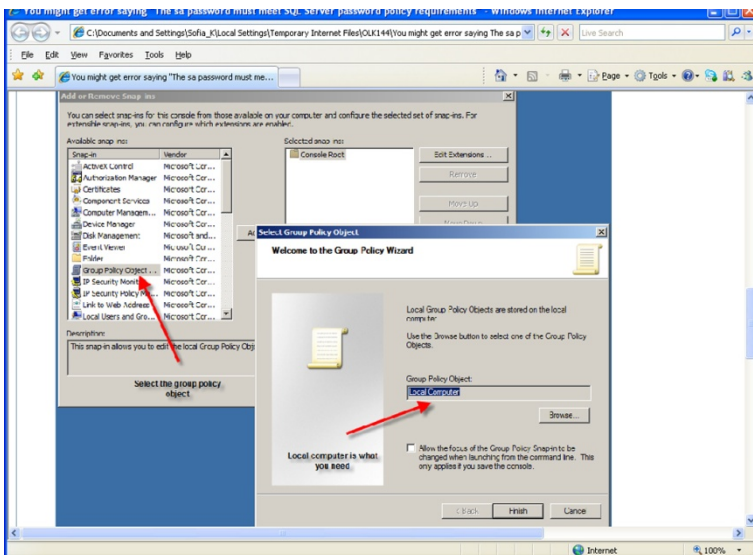 You might get error saying "The sa password must meet SQL Server password policy requirements - Windows Internet Explorer
C:\Documents and Settings\Sofia_K\Local Settings\Temporary Internet Files\OLK144\You might get error saying The sa p
Live Search
File Edit View Favorites Tools Help
You might get error saying "The sa password must me...
Page Tools
Add or Remove Snap-ins
You can select snap-ins for this console from those available on your computer and configure the selected set of snap-ins. For
extensible snap-ins, you can configure which extensions are enabled.
Available snap-ins:
Selected snap-ins:
Snap-in Vendor
Console Root
Edit Extensions ...
ActiveX Control Microsoft Cor...
Remove
Authorization Manager Microsoft Cor...
Certificates Microsoft Cor...
Component Services Microsoft Cor...
Move Up
Computer Managem... Microsoft Cor...
Move Down
Device Manager Microsoft Cor...
Disk Management Microsoft and...
Event Viewer Microsoft Cor...
Folder Microsoft Cor...
Group Policy Object ... Microsoft Cor...
IP Security Monit... Microsoft Cor...
IP Security Policy M... Microsoft Cor...
Link to Web Address Microsoft Cor...
Local Users and Gro... Microsoft Cor...
Description:
This snap-in allows you to edit the local Group Policy Obj
Select the group policy
object
Select Group Policy Object
Welcome to the Group Policy Wizard
Local Group Policy Objects are stored on the local
computer.
Use the Browse button to select one of the Group Policy
Objects.
Group Policy Object:
Local Computer
Browse...
Local computer is what
you need
Allow the focus of the Group Policy Snap-in to be
changed when launching from the command line. This
only applies if you save the console.
< Back Finish Cancel
Internet 100%